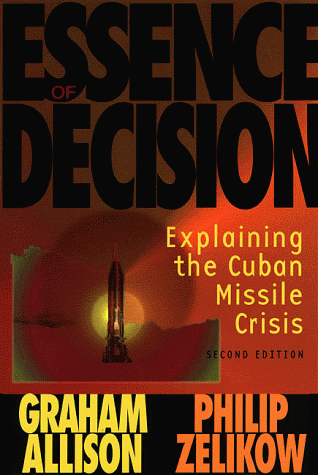 ESSENCE
OF
DECISION
Explaining
the Cuban
Missile
Crisis
SECOND EDITION
GRAHAM
ALLISON
PHILIP
ZELIKOW